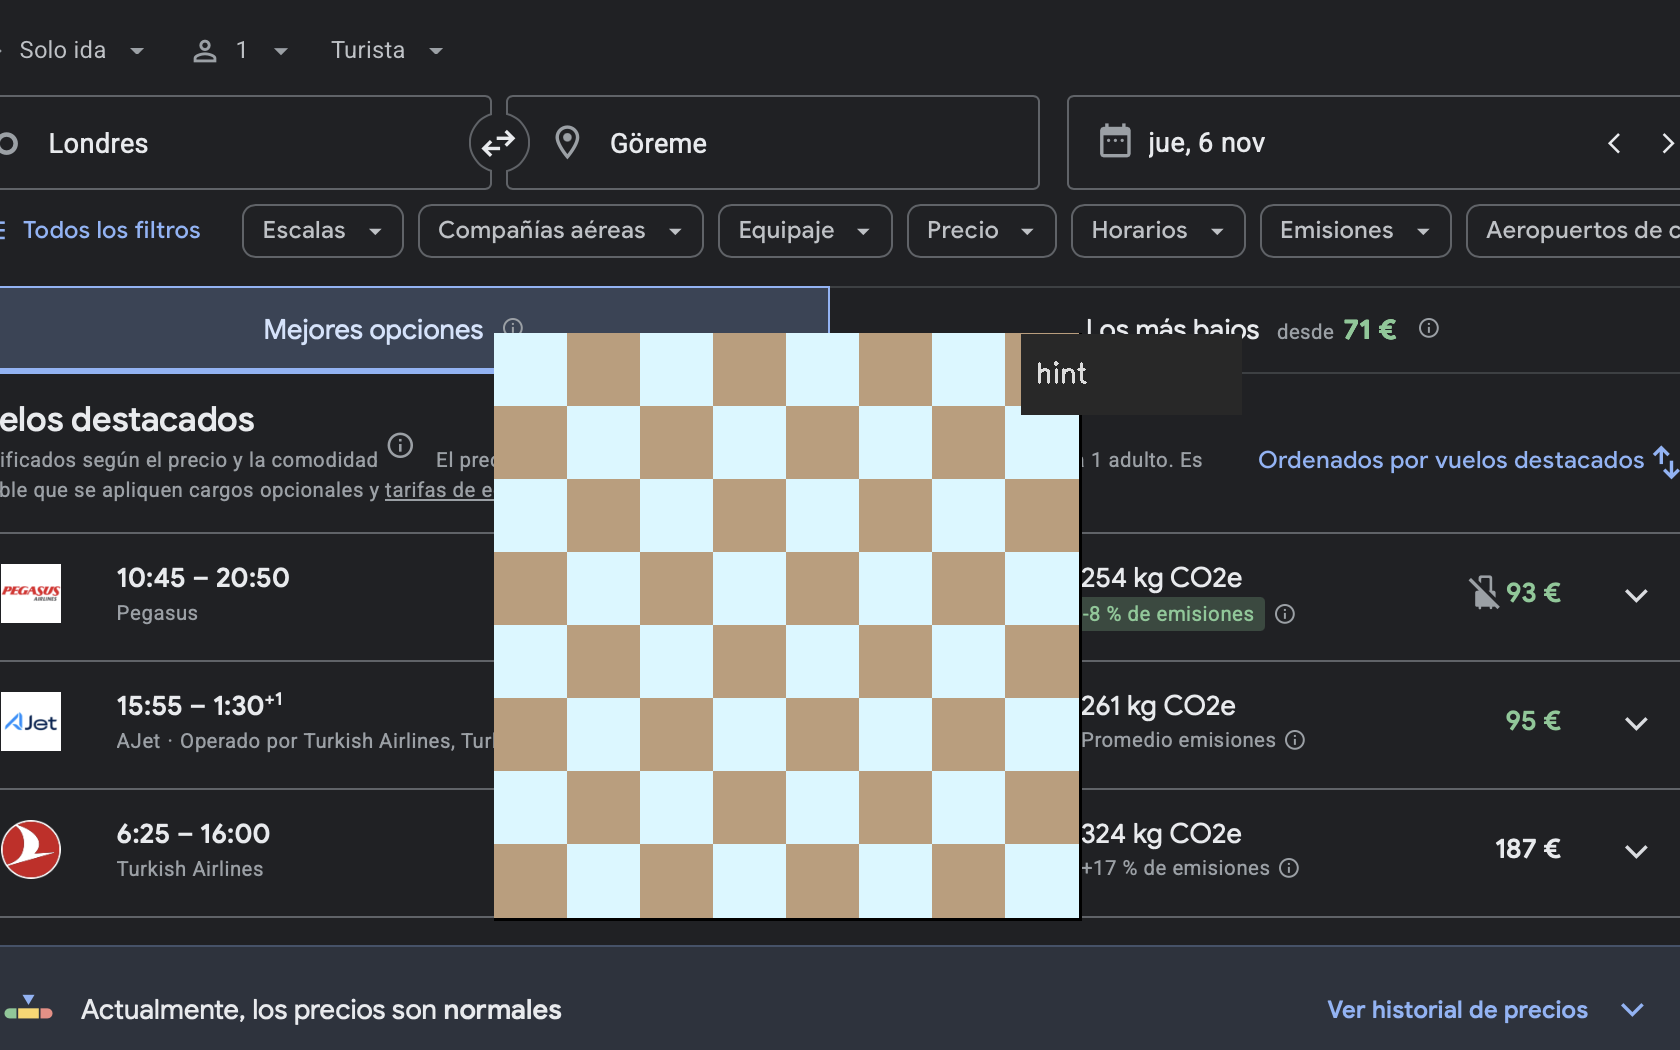 Solo ida 1 Turista
Londres Göreme jue, 6 nov
Todos los filtros Escalas Compañías aéreas Equipaje Precio Horarios Emisiones Aeropuertos de
Mejores opciones Los más bajos desde 71 €
hint
elos destacados
ificados según el precio y la comodidad El 1 adulto. Es
ble que se apliquen cargos opcionales y tarifas de
Ordenados por vuelos destacados
PEGASUS
AIRLINES
10:45 – 20:50 254 kg CO2e 93 €
Pegasus -8 % de emisiones
AJet
15:55 – 1:30+1 261 kg CO2e 95 €
AJet · Operado por Turkish Airlines, Promedio emisiones
6:25 – 16:00 324 kg CO2e 187 €
Turkish Airlines +17 % de emisiones
Actualmente, los precios son normales Ver historial de precios